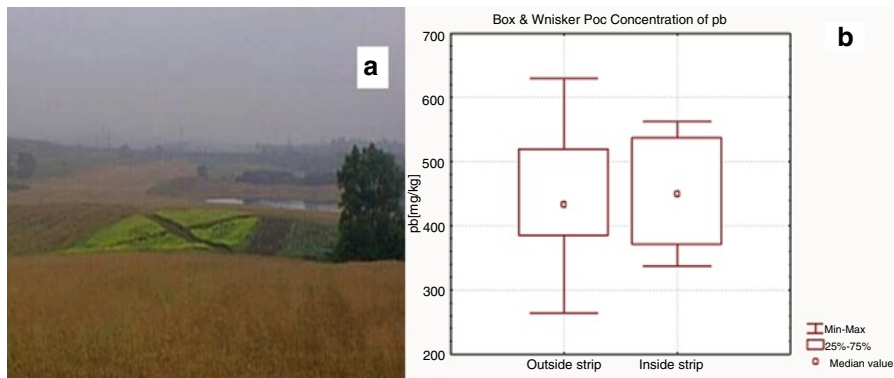 a
Box & Wnisker Poc Concentration of pb
b
700
600
500
400
300
200
pb[mg/kg]
Outside strip
Inside strip
Min-Max
25%-75%
Median value